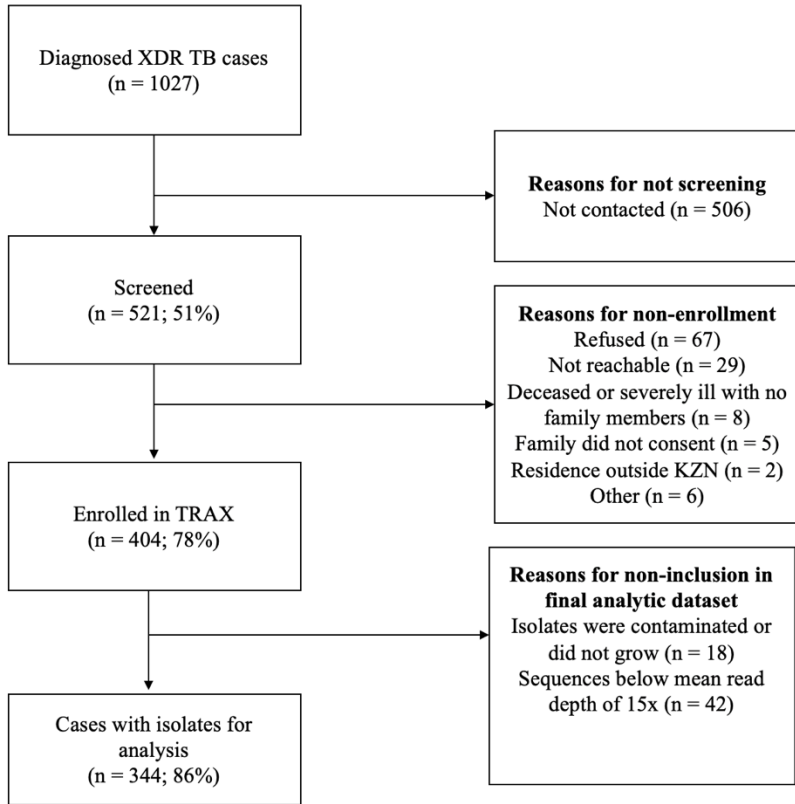 Diagnosed XDR TB cases
(n = 1027)
Reasons for not screening
Not contacted (n = 506)
Screened
(n = 521; 51%)
Reasons for non-enrollment
Refused (n = 67)
Not reachable (n = 29)
Deceased or severely ill with no
family members (n = 8)
Family did not consent (n = 5)
Residence outside KZN (n = 2)
Other (n = 6)
Enrolled in TRAX
(n = 404; 78%)
Reasons for non-inclusion in
final analytic dataset
Isolates were contaminated or
did not grow (n = 18)
Sequences below mean read
depth of 15x (n = 42)
Cases with isolates for
analysis
(n = 344; 86%)